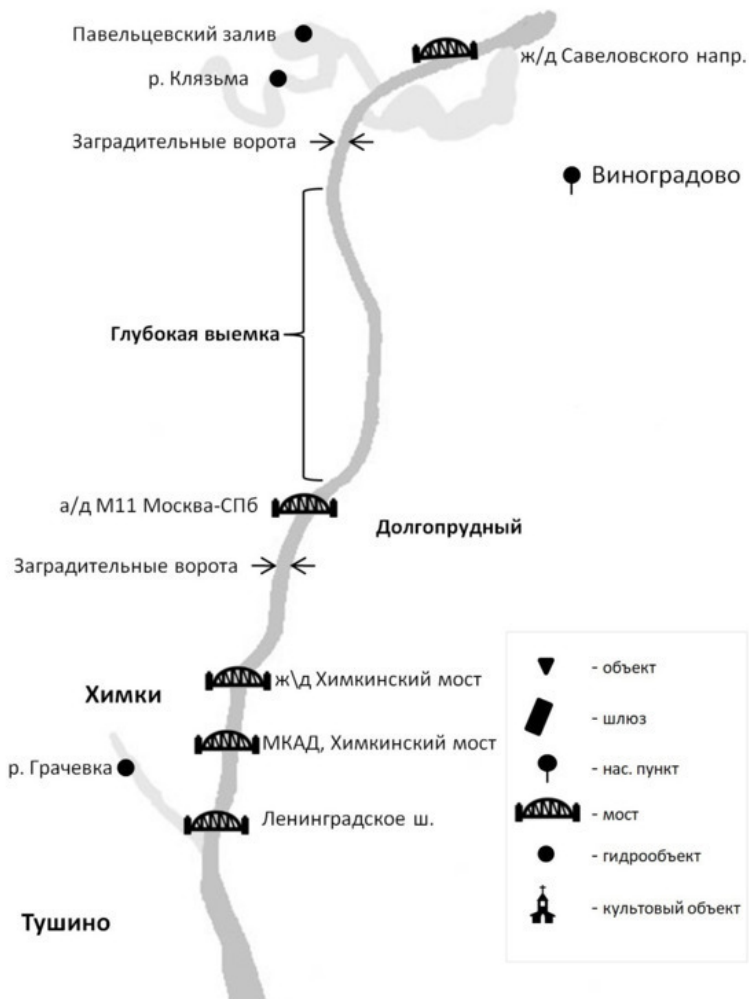 Павельцевский залив
ж/д Савеловского напр.
р. Клязьма
Заградительные ворота
Виноградово
Глубокая выемка
а/д М11 Москва-СПб
Долгопрудный
Заградительные ворота
ж\д Химкинский мост
Химки
МКАД, Химкинский мост
р. Грачевка
Ленинградское ш.
Тушино
- объект
- шлюз
- нас. пункт
- мост
- гидрообъект
- культовый объект